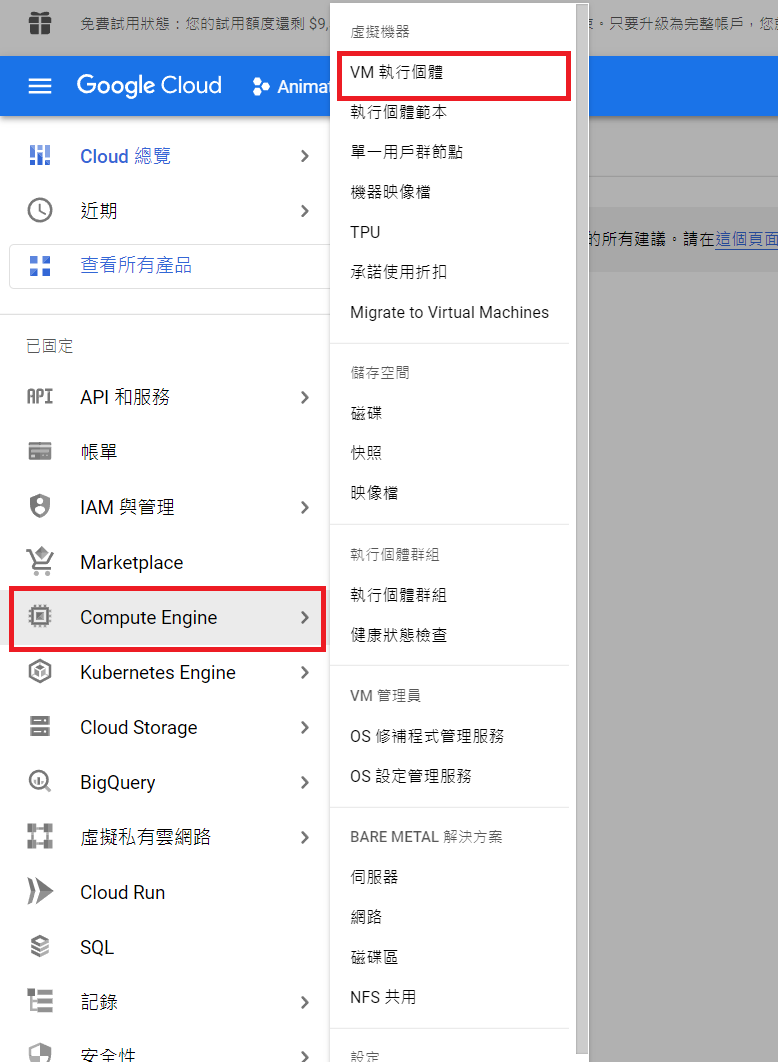 免費試用狀態：您的試用額度還剩 $9,
束。只要升級為完整帳戶，您
Google Cloud
Animat
Cloud 總覽
近期
查看所有產品
已固定
API 和服務
帳單
IAM 與管理
Marketplace
Compute Engine
Kubernetes Engine
Cloud Storage
BigQuery
虛擬私有雲網路
Cloud Run
SQL
記錄
安全性
虛擬機器
VM 執行個體
執行個體範本
單一用戶群節點
機器映像檔
TPU
承諾使用折扣
Migrate to Virtual Machines
儲存空間
磁碟
快照
映像檔
執行個體群組
執行個體群組
健康狀態檢查
VM 管理員
OS 修補程式管理服務
OS 設定管理服務
BARE METAL 解決方案
伺服器
網路
磁碟區
NFS 共用
設定
的所有建議。請在這個頁面